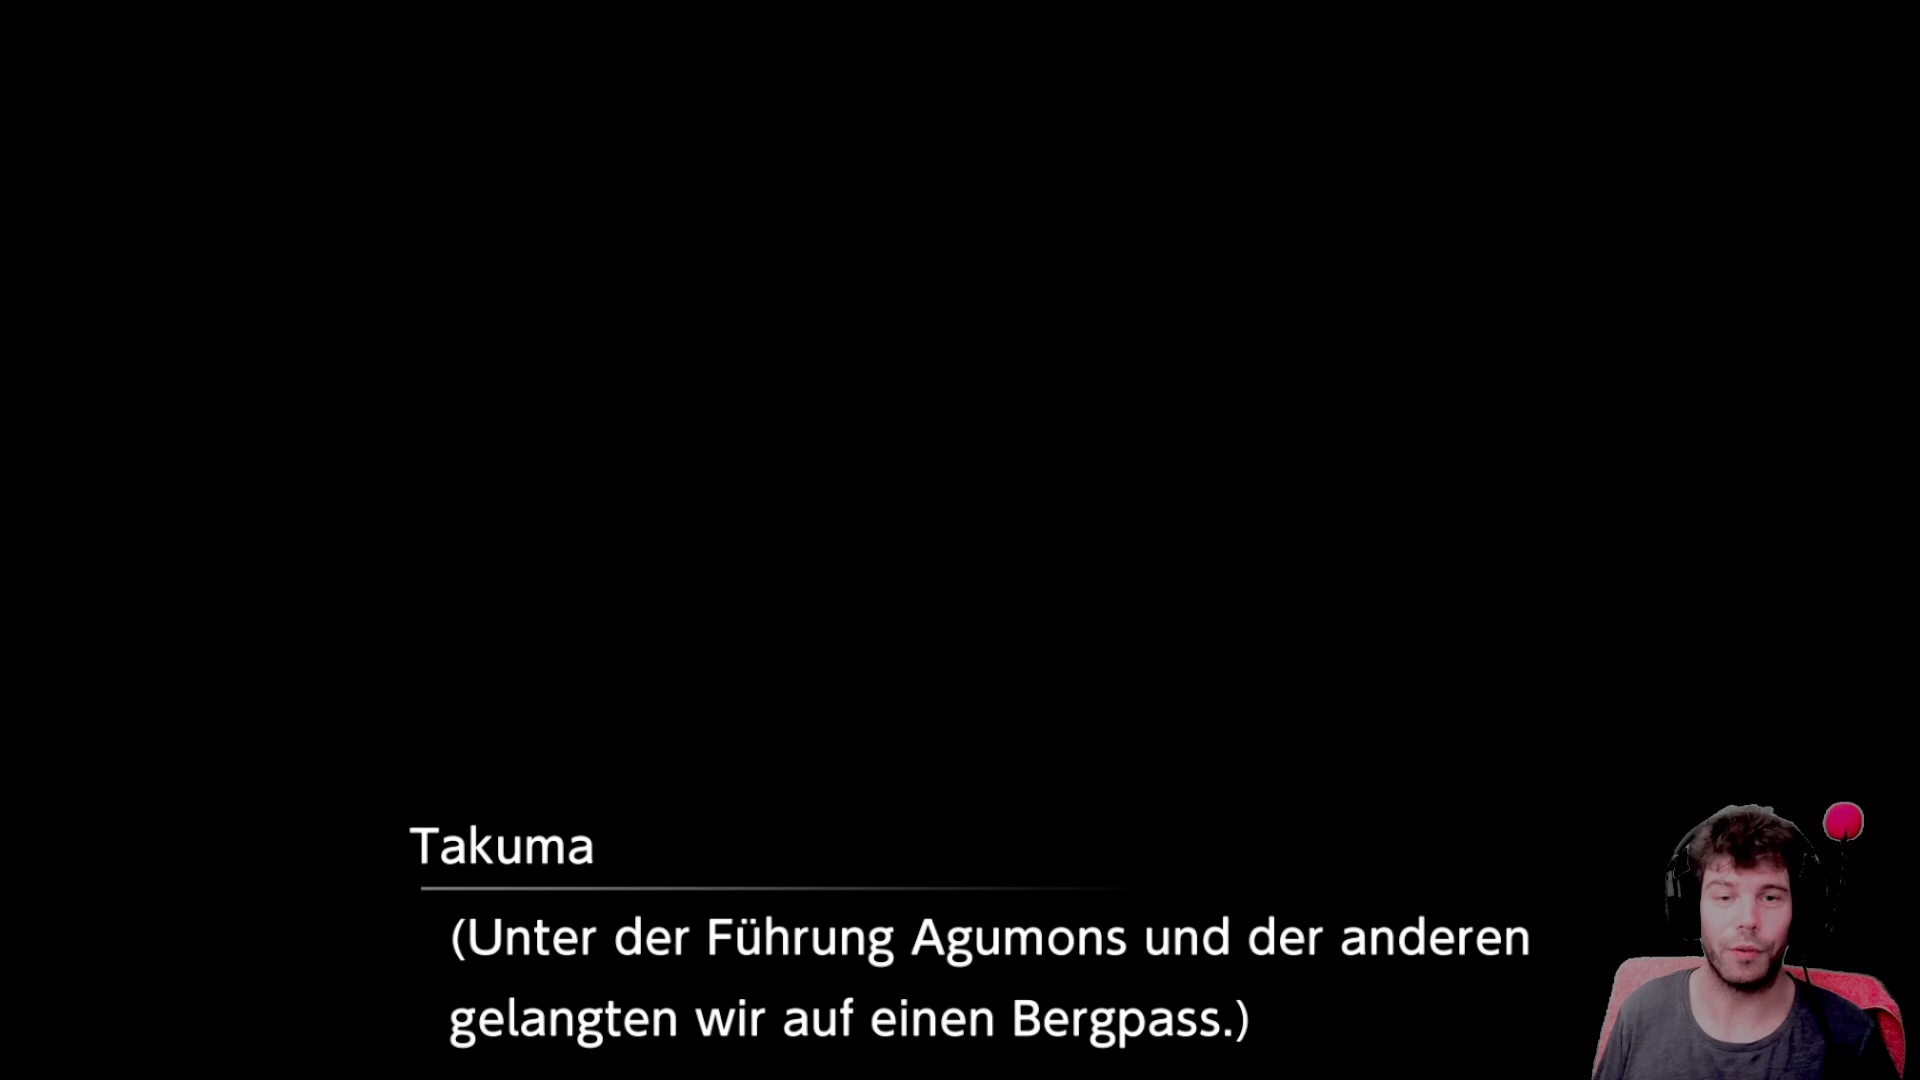 Takuma
(Unter der Führung Agumons und der anderen
gelangten wir auf einen Bergpass.)